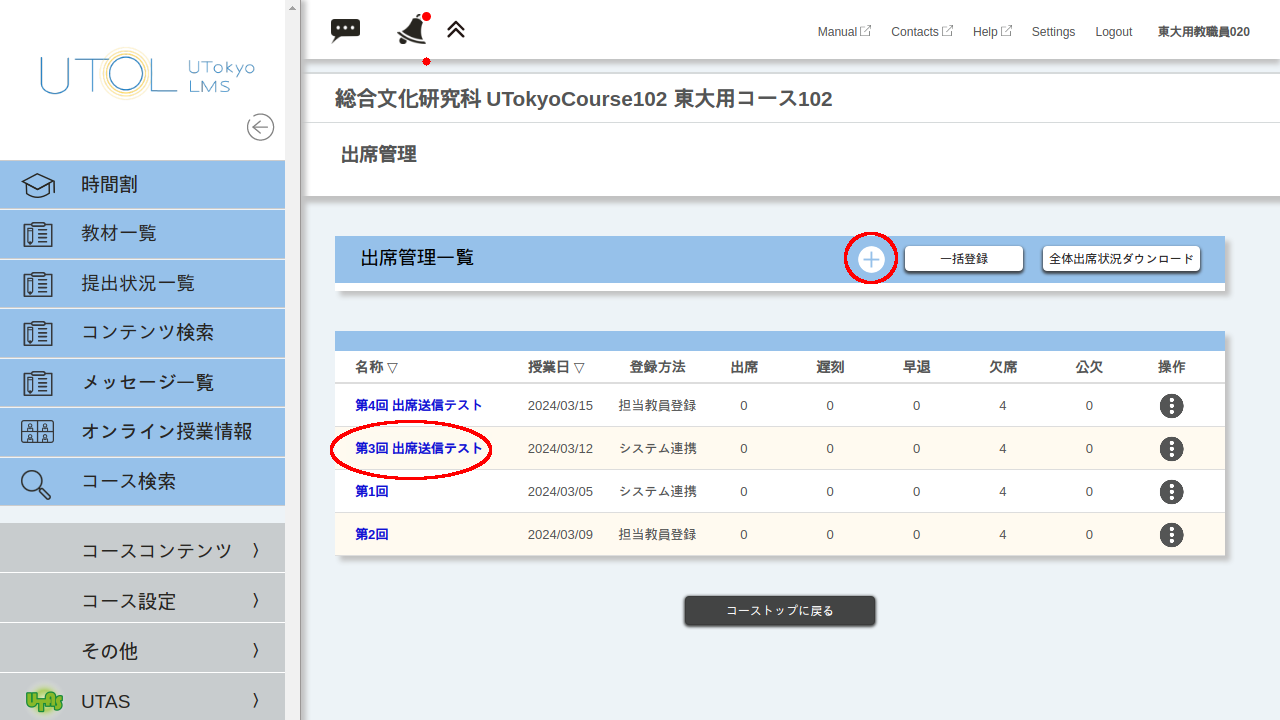 UTOL UTokyo
LMS
時間割
教材一覧
提出状況一覧
コンテンツ検索
メッセージ一覧
オンライン授業情報
コース検索
コースコンテンツ 〉
コース設定 〉
その他 〉
UTAS UTAS 〉
Manual Contacts Help Settings Logout 東大用教職員020
総合文化研究科 UTokyoCourse102 東大用コース102
出席管理
出席管理一覧 一括登録 全体出席状況ダウンロード
名称 ▽ 授業日 ▽ 登録方法 出席 遅刻 早退 欠席 公欠 操作
第4回 出席送信テスト 2024/03/15 担当教員登録 0 0 0 4 0
第3回 出席送信テスト 2024/03/12 システム連携 0 0 0 4 0
第1回 2024/03/05 システム連携 0 0 0 4 0
第2回 2024/03/09 担当教員登録 0 0 0 4 0
コーストップに戻る